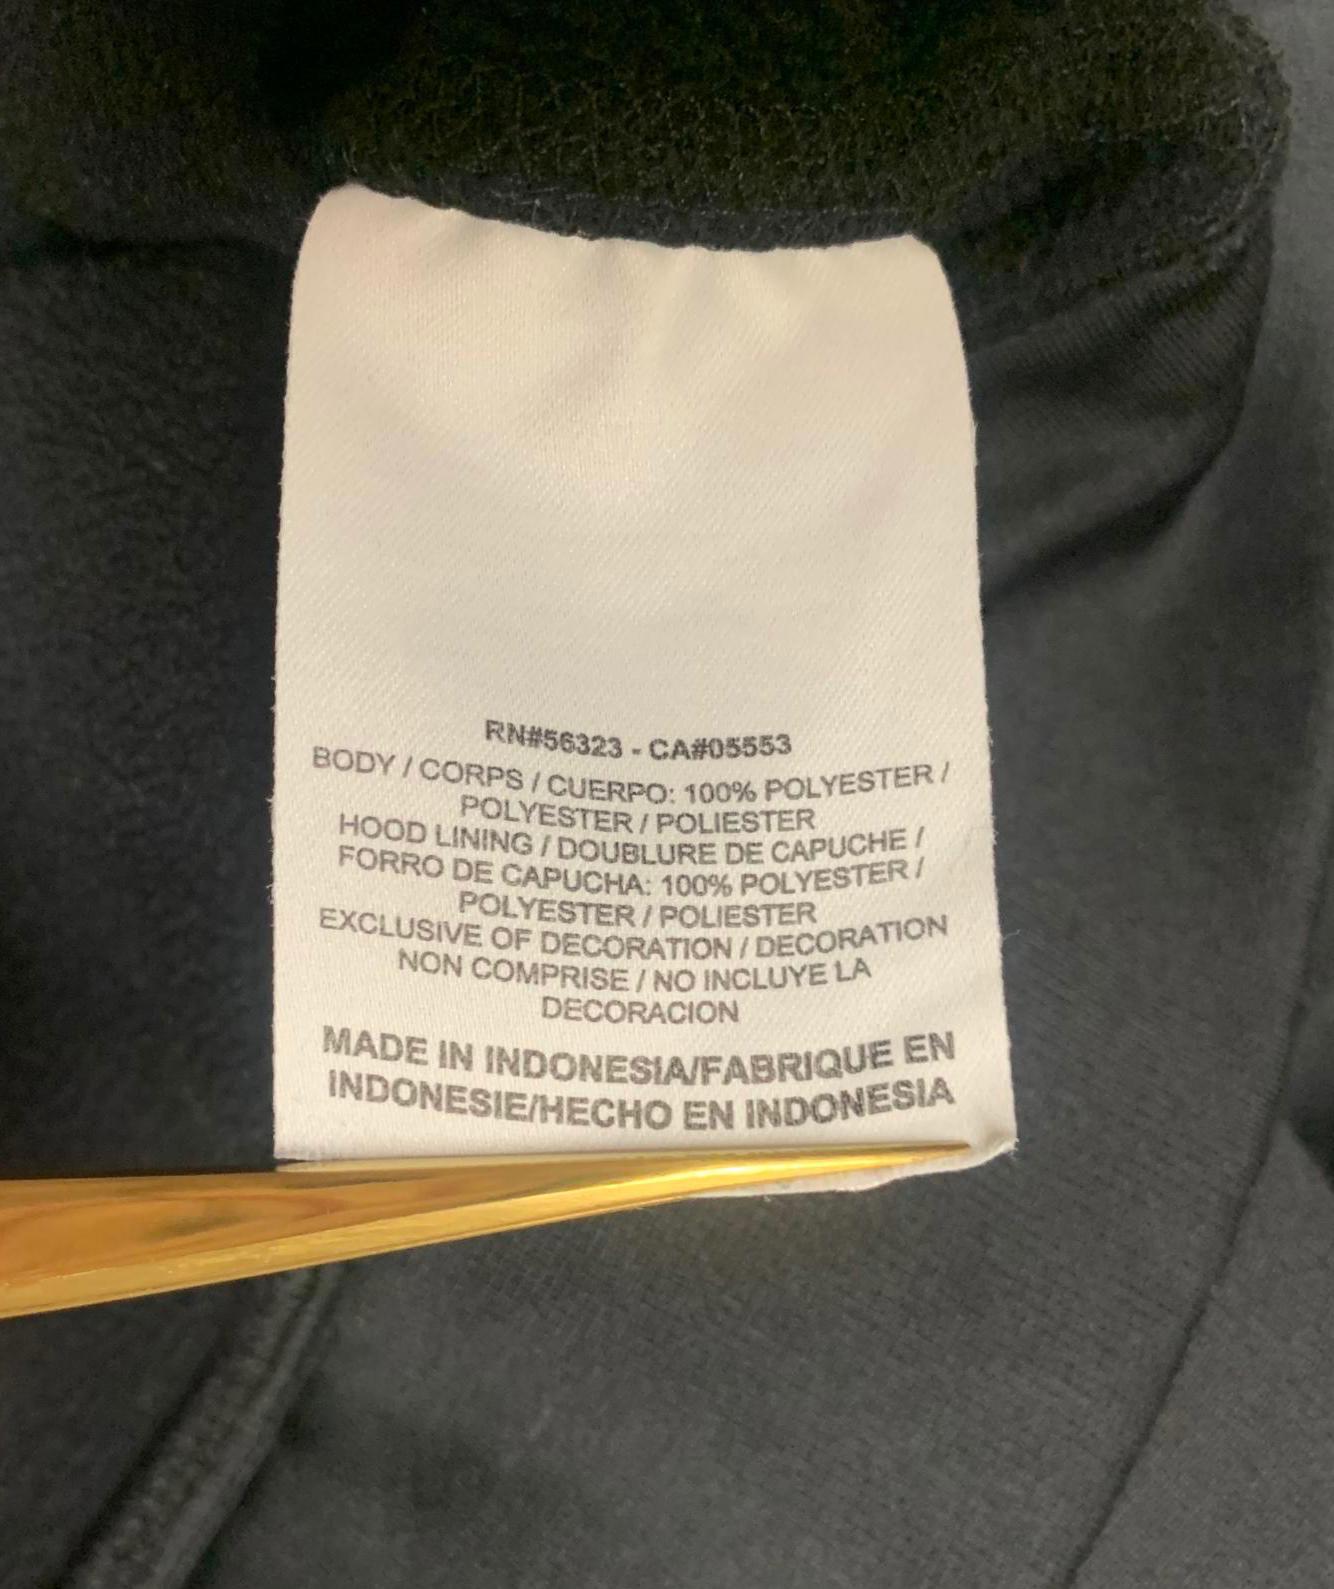 RN#56323 - CA#05553
BODY / CORPS / CUERPO: 100% POLYESTER /
POLYESTER / POLIESTER
HOOD LINING / DOUBLURE DE CAPUCHE /
FORRO DE CAPUCHA: 100% POLYESTER /
POLYESTER / POLIESTER
EXCLUSIVE OF DECORATION / DECORATION
NON COMPRISE / NO INCLUYE LA
DECORACION
MADE IN INDONESIA/FABRIQUE EN
INDONESIE/HECHO EN INDONESIA